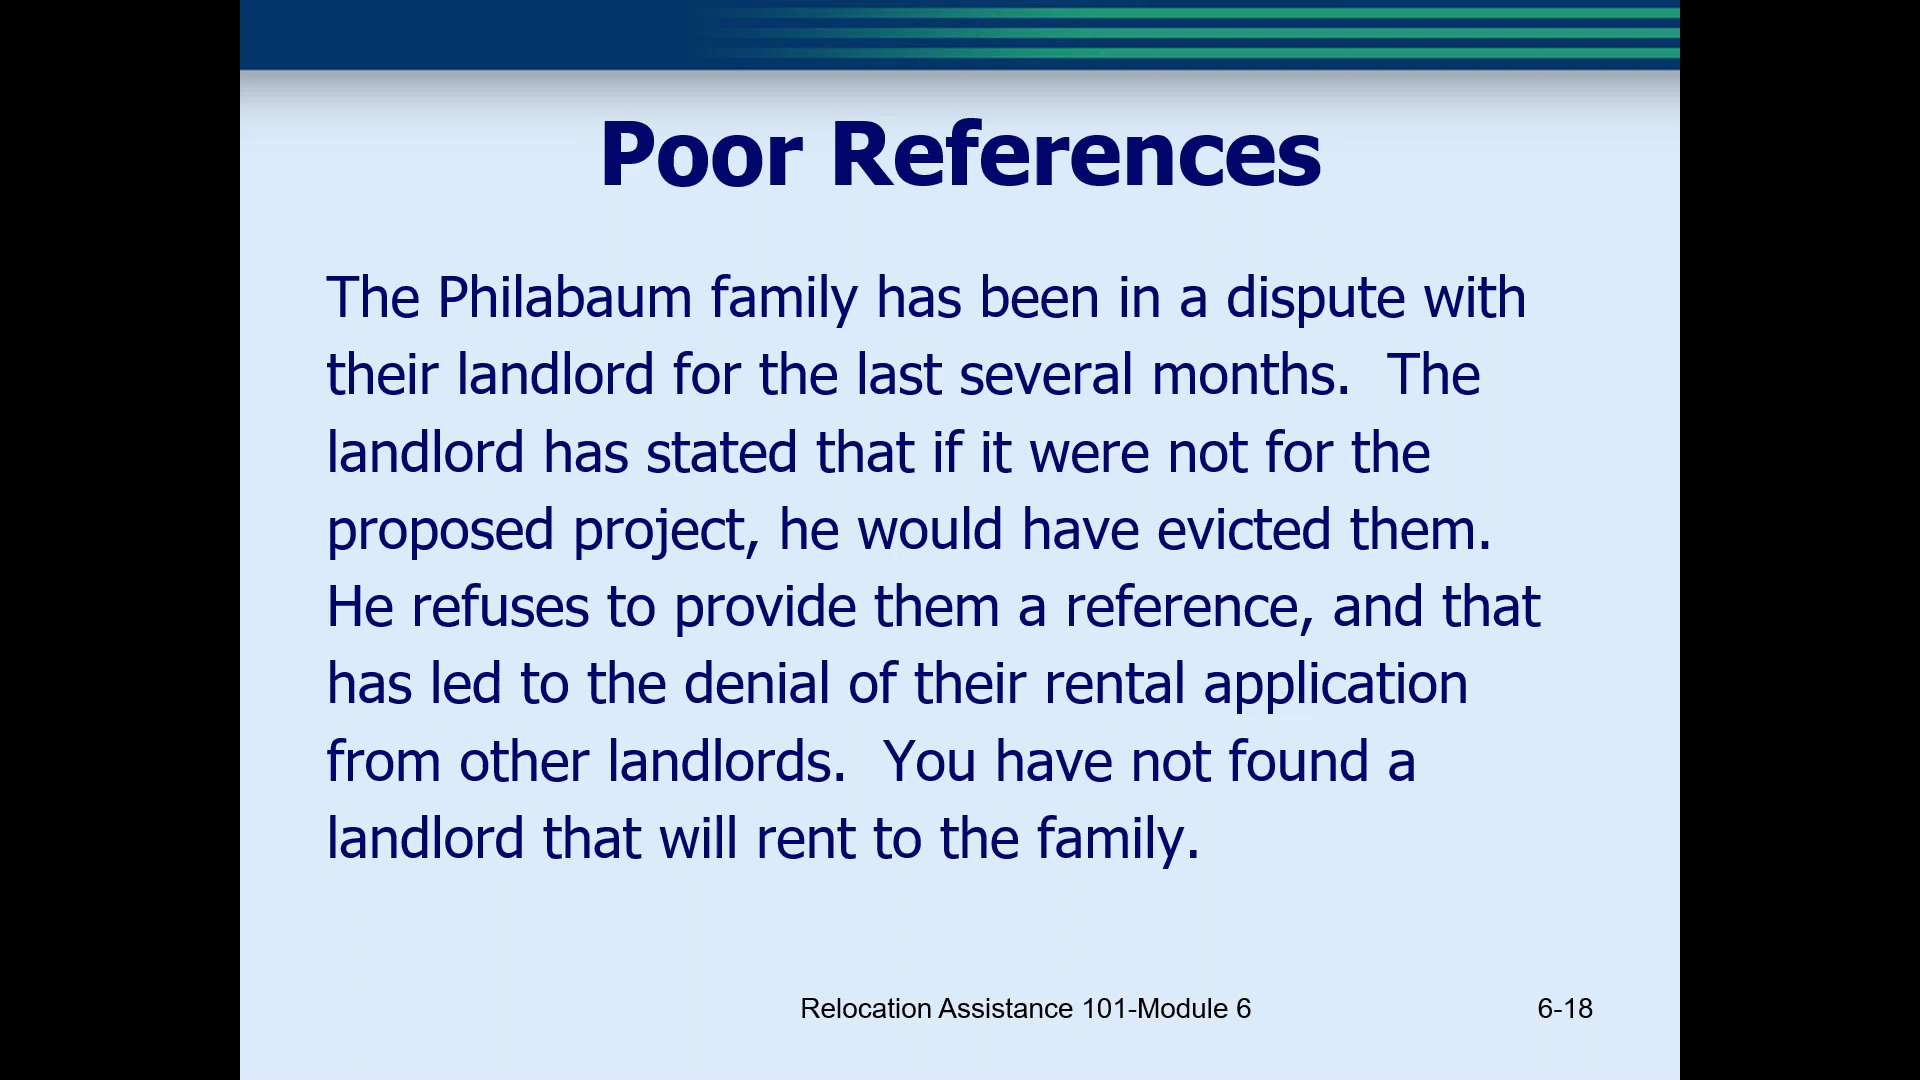 Poor References
The Philabaum family has been in a dispute with
their landlord for the last several months.  The
landlord has stated that if it were not for the
proposed project, he would have evicted them.
He refuses to provide them a reference, and that
has led to the denial of their rental application
from other landlords.  You have not found a
landlord that will rent to the family.
Relocation Assistance 101-Module 6
6-18